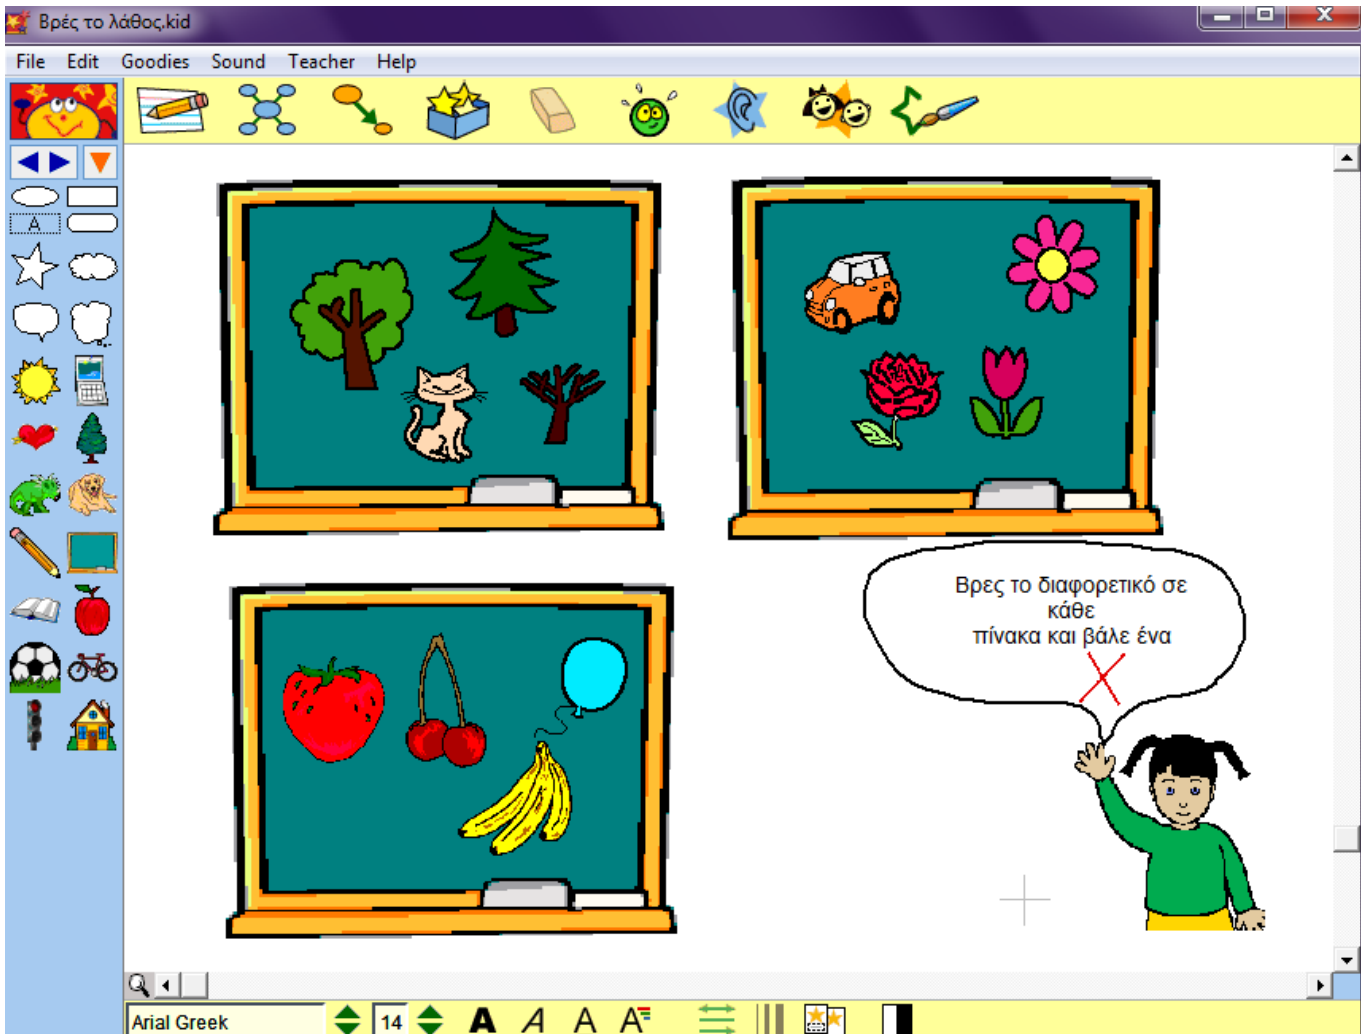 Βρές το λάθος.kid
File Edit Goodies Sound Teacher Help
A
Βρες το διαφορετικό σε
κάθε
πίνακα και βάλε ένα
Arial Greek 14 A A A A